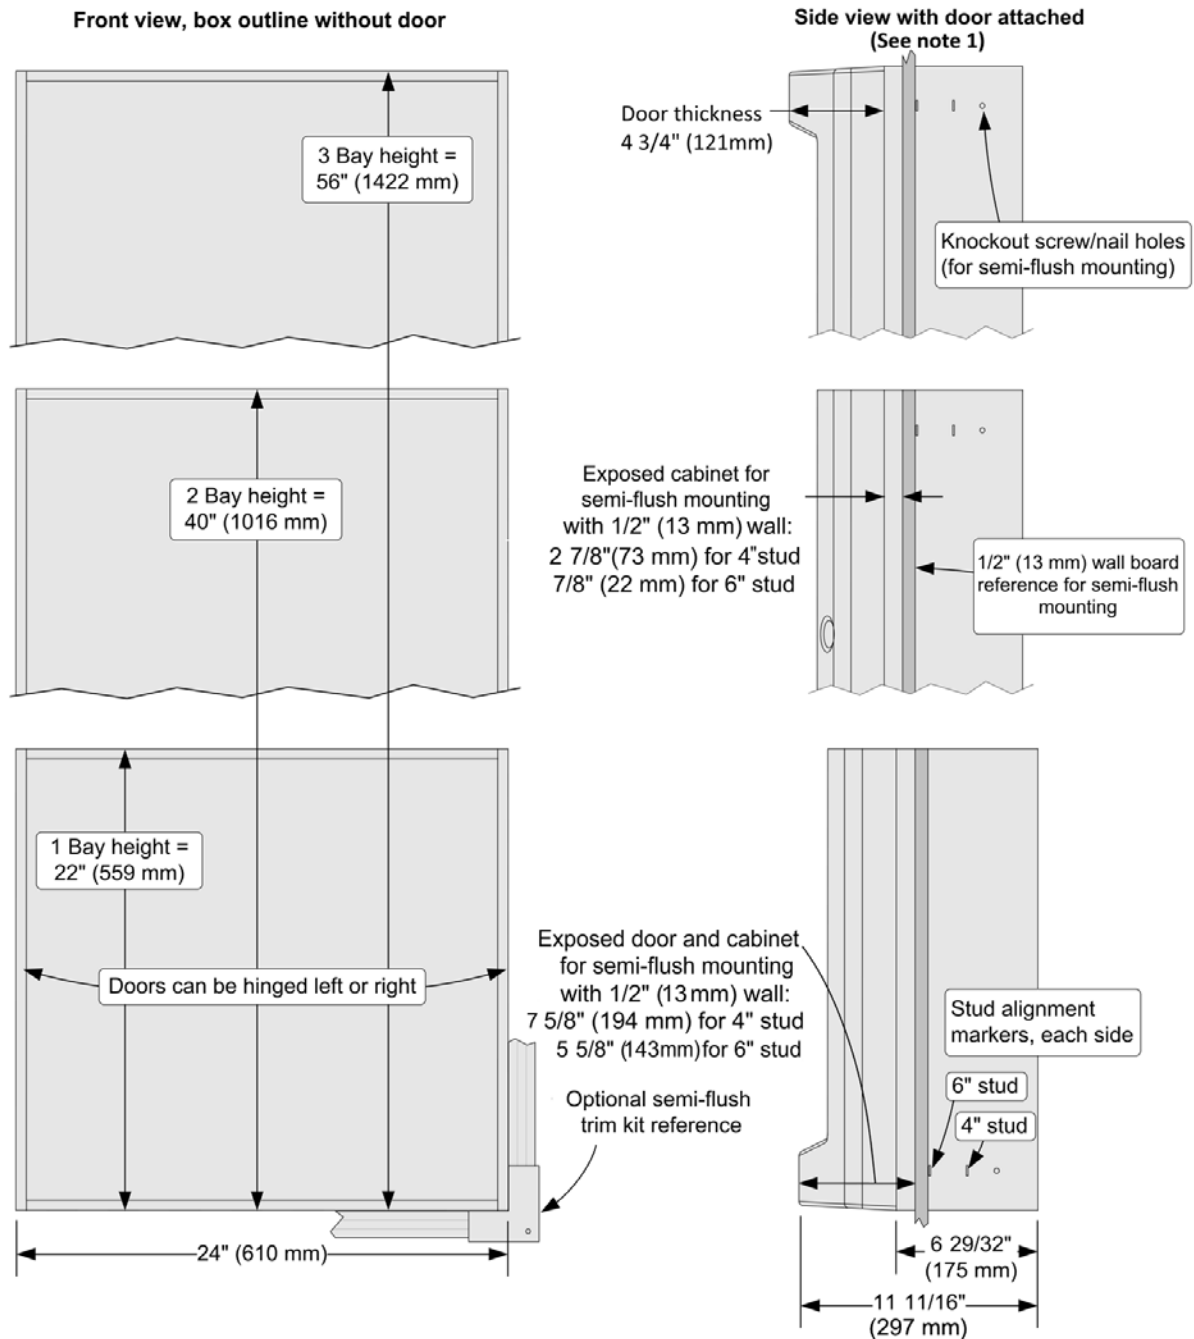 Front view, box outline without door
Side view with door attached
(See note 1)
Door thickness
4 3/4" (121mm)
3 Bay height =
56" (1422 mm)
Knockout screw/nail holes
(for semi-flush mounting)
2 Bay height =
40" (1016 mm)
Exposed cabinet for
semi-flush mounting
with 1/2" (13 mm) wall:
2 7/8"(73 mm) for 4"stud
7/8" (22 mm) for 6" stud
1/2" (13 mm) wall board
reference for semi-flush
mounting
1 Bay height =
22" (559 mm)
Doors can be hinged left or right
Exposed door and cabinet
for semi-flush mounting
with 1/2" (13mm) wall:
7 5/8" (194 mm) for 4" stud
5 5/8" (143mm)for 6" stud
Stud alignment
markers, each side
6" stud
4" stud
Optional semi-flush
trim kit reference
24" (610 mm)
6 29/32"
(175 mm)
11 11/16"
(297 mm)